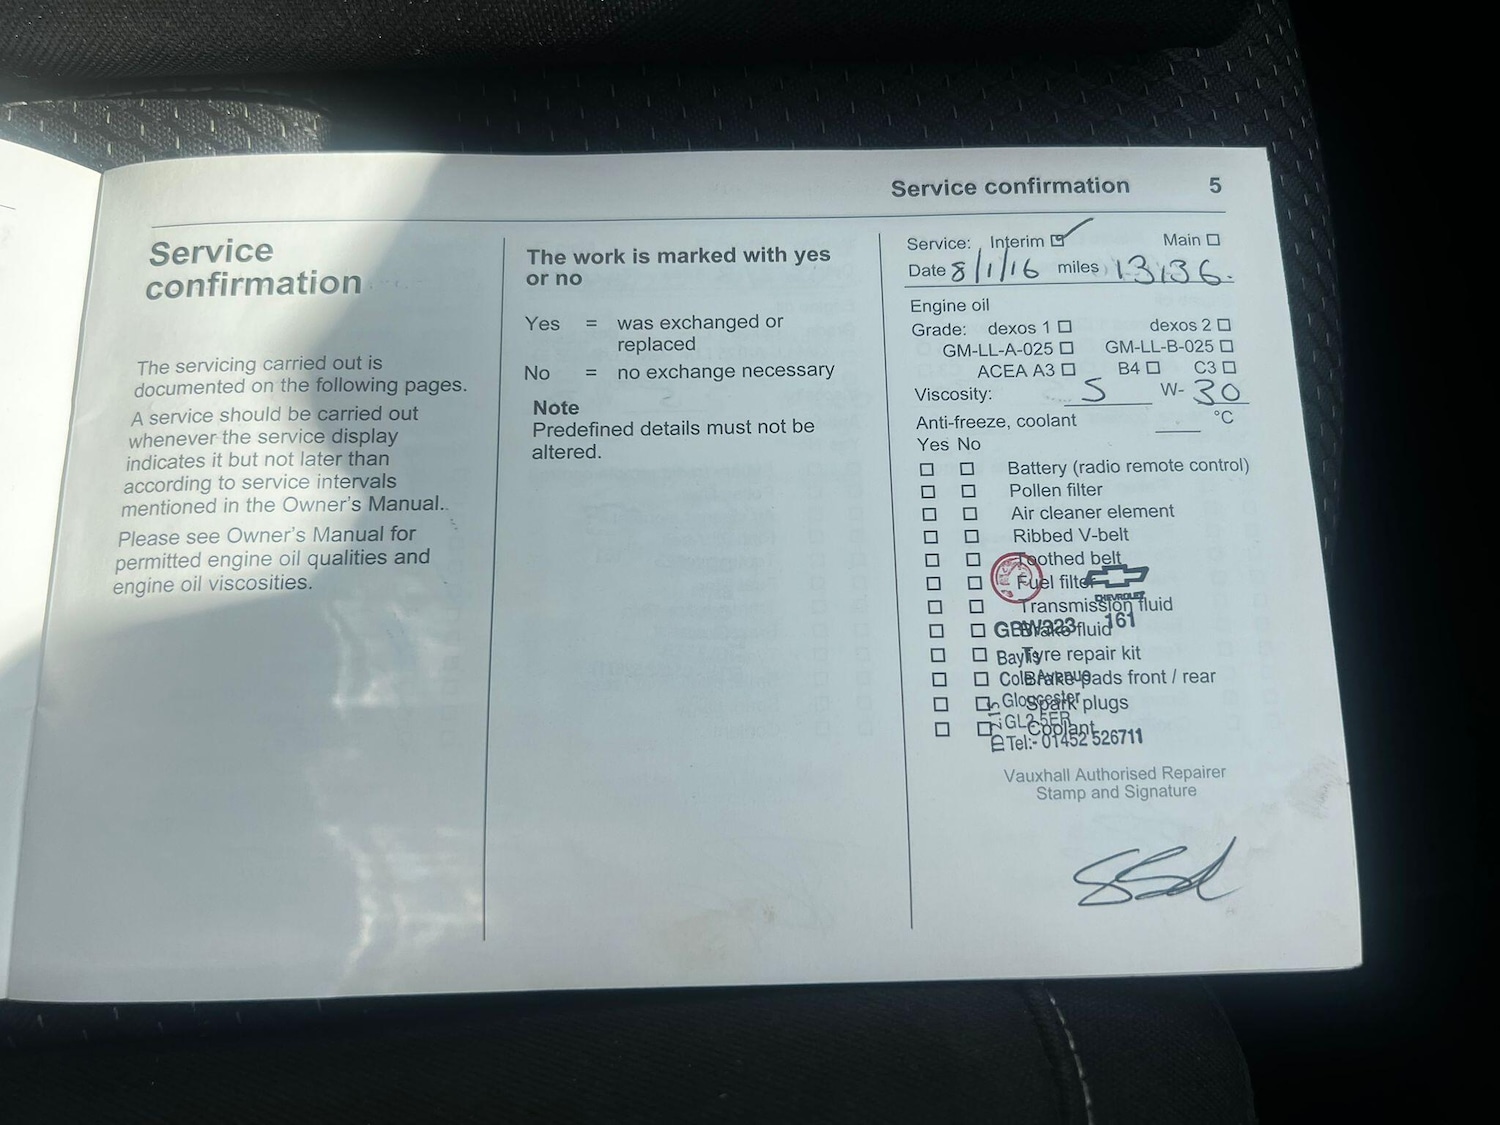 Service confirmation 5
Service
confirmation
The servicing carried out is
documented on the following pages.
A service should be carried out
whenever the service display
indicates it but not later than
according to service intervals
mentioned in the Owner's Manual.
Please see Owner's Manual for
permitted engine oil qualities and
engine oil viscosities.
The work is marked with yes
or no
Yes = was exchanged or
replaced
No = no exchange necessary
Note
Predefined details must not be
altered.
Service: Interim Main
Date 8/1/16 miles 13136.
Engine oil
Grade: dexos 1 dexos 2
GM-LL-A-025 GM-LL-B-025
ACEA A3 B4 C3
Viscosity: 5 W- 30
Anti-freeze, coolant °C
Yes No
Battery (radio remote control)
Pollen filter
Air cleaner element
Ribbed V-belt
Toothed belt
Fuel filter
CHEVROLET
Transmission fluid
GBW323 161
Brake fluid
Baylis
Tyre repair kit
Cole Avenue
Brake pads front / rear
Gloucester
Spark plugs
GL2 5ER
Coolant
Tel:- 01452 526711
Vauxhall Authorised Repairer
Stamp and Signature